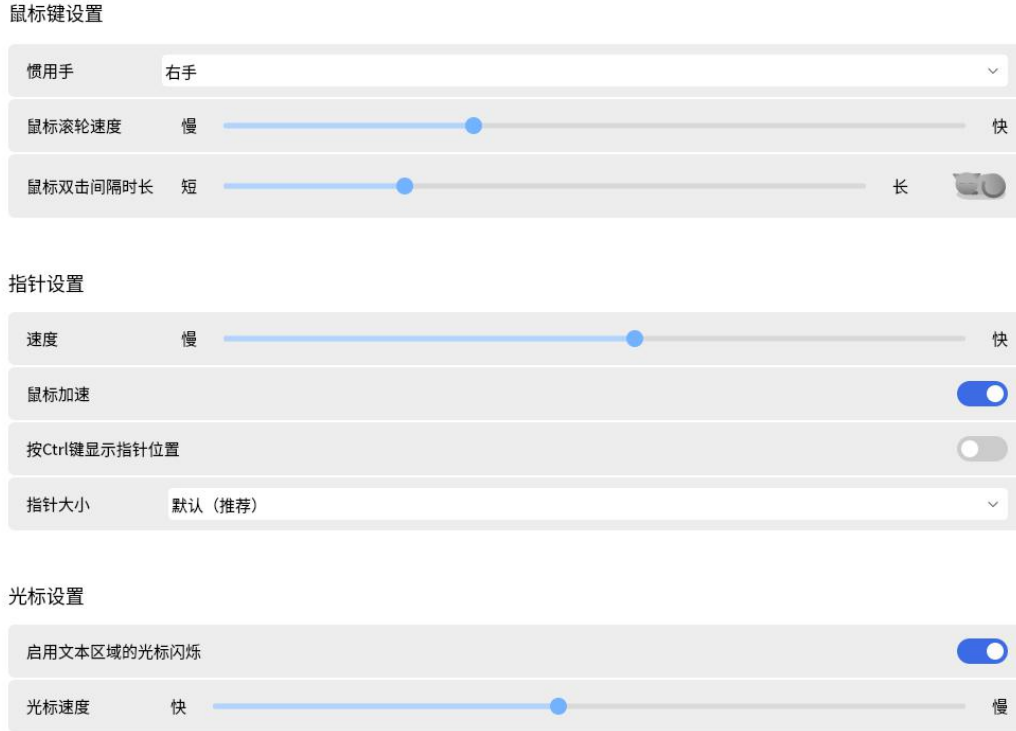 鼠标键设置
惯用手 右手
鼠标滚轮速度 慢 快
鼠标双击间隔时长 短 长
指针设置
速度 慢 快
鼠标加速
按Ctrl键显示指针位置
指针大小 默认（推荐）
光标设置
启用文本区域的光标闪烁
光标速度 快 慢